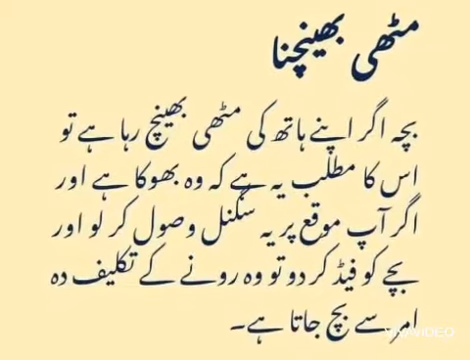 مٹھی بھینچنا
بچہ اگر اپنے ہاتھ کی مٹھی بھینچ رہا ہے تو
اس کا مطلب یہ ہے کہ وہ بھوکا ہے اور
اگر آپ موقع پر یہ سگنل وصول کر لو اور
بچے کو فیڈ کر دو تو وہ رونے کے تکلیف دہ
امر سے بچ جاتا ہے۔